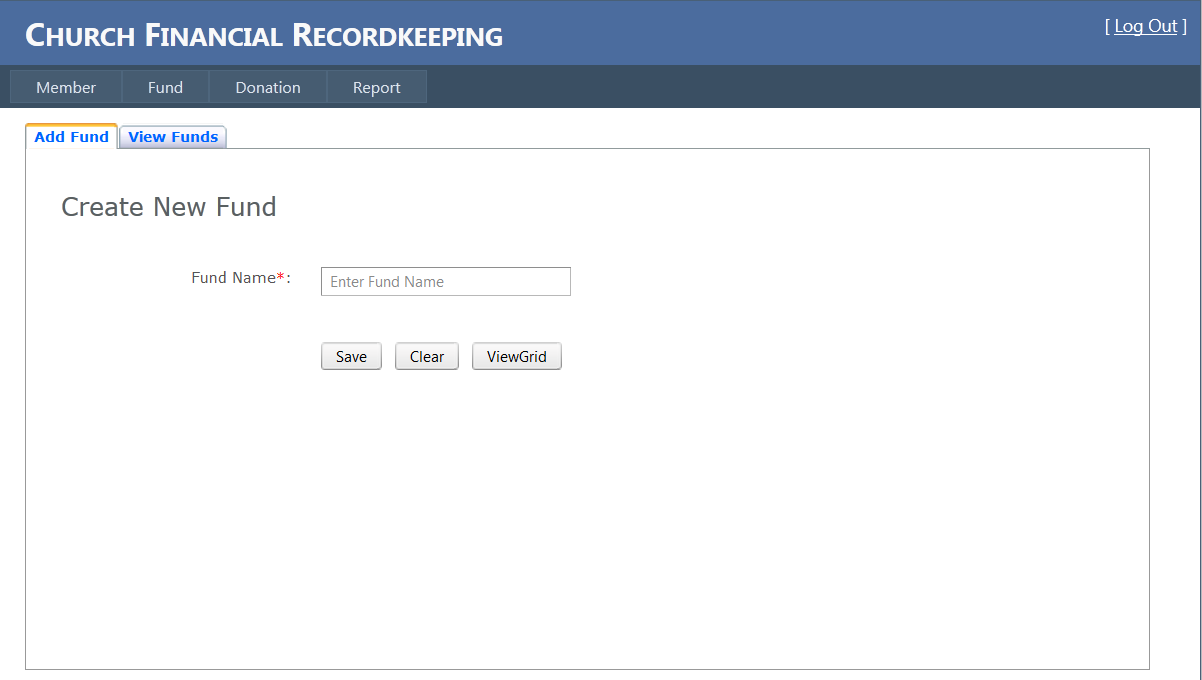 CHURCH FINANCIAL RECORDKEEPING
[ Log Out ]
Member Fund Donation Report
Add Fund View Funds
Create New Fund
Fund Name*: Enter Fund Name
Save Clear ViewGrid